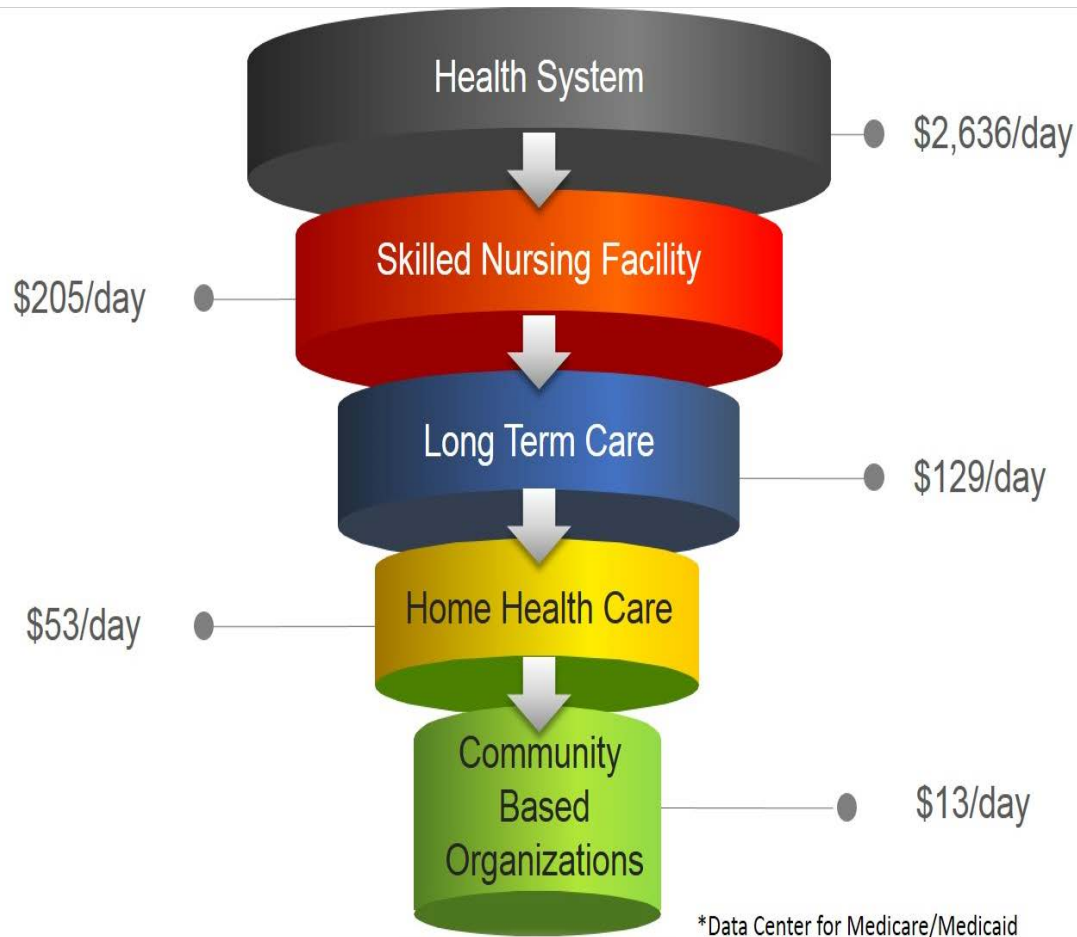 Health System
$2,636/day
Skilled Nursing Facility
$205/day
Long Term Care
$129/day
Home Health Care
$53/day
Community
Based
Organizations
$13/day
*Data Center for Medicare/Medicaid